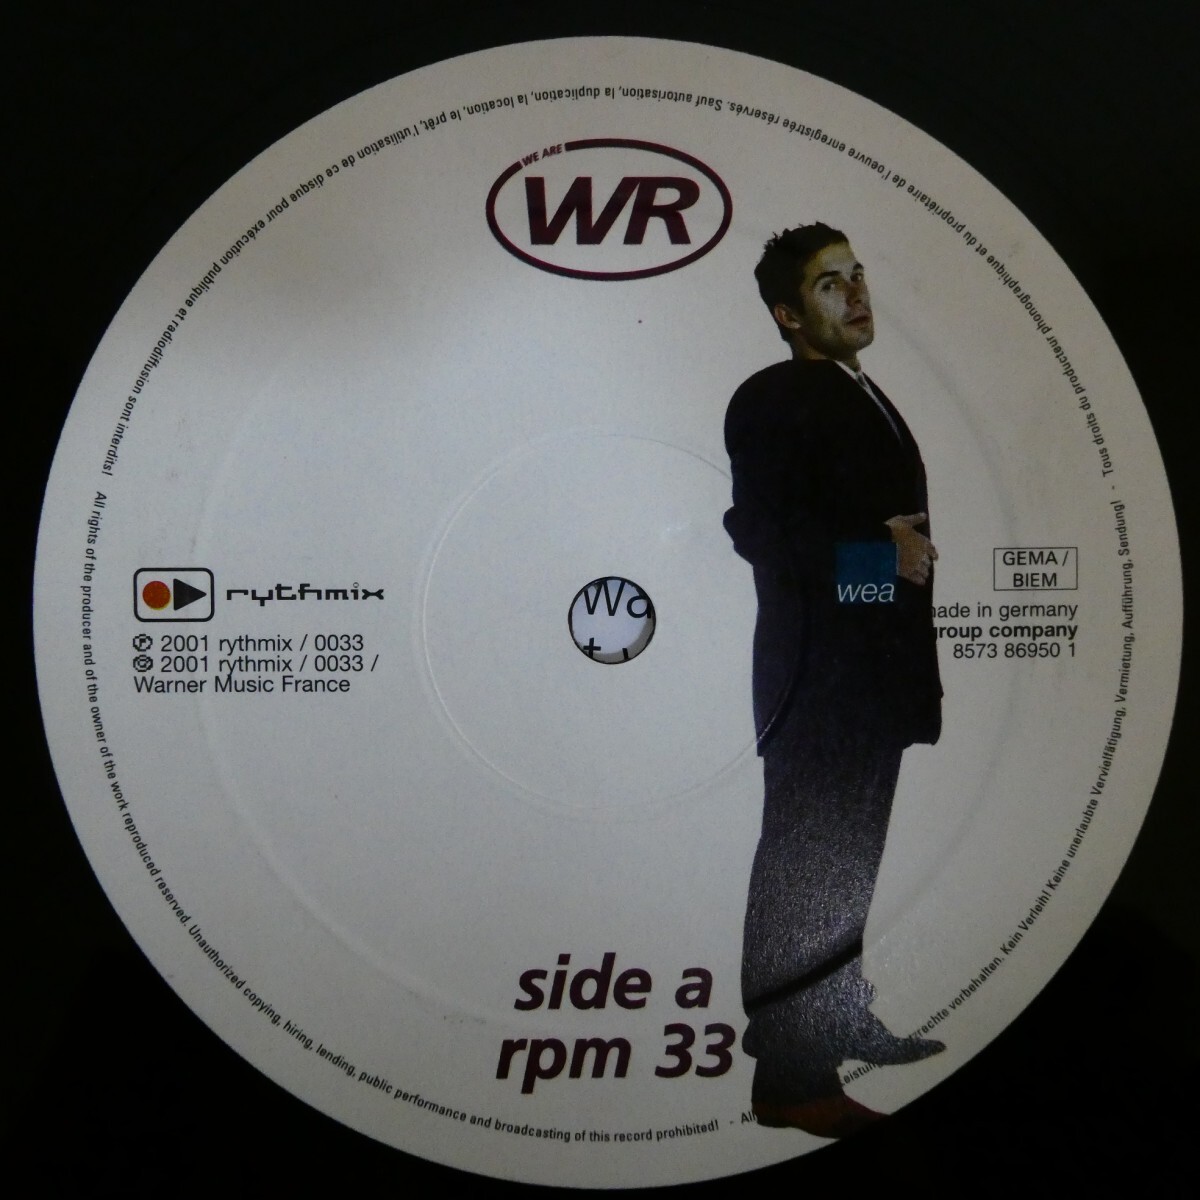 WE ARE
WR
rythmix
℗ 2001 rythmix / 0033
© 2001 rythmix / 0033 /
Warner Music France
wea
GEMA /
BIEM
made in germany
group company
8573 86950 1
side a
rpm 33
All rights of the producer and of the owner of the work reproduced reserved. Unauthorized copying, hiring, lending, public performance and broadcasting of this record prohibited! - All
Leistungsschutzrechte vorbehalten. Kein Verleih! Keine unerlaubte Vervielfältigung, Vermietung, Aufführung, Sendung! -
Tous droits du producteur phonographique et du propriétaire de l'oeuvre enregistrée réservés. Sauf autorisation, la duplication, la location, le prêt, l'utilisation de ce disque pour exécution publique et radiodiffusion sont interdits!